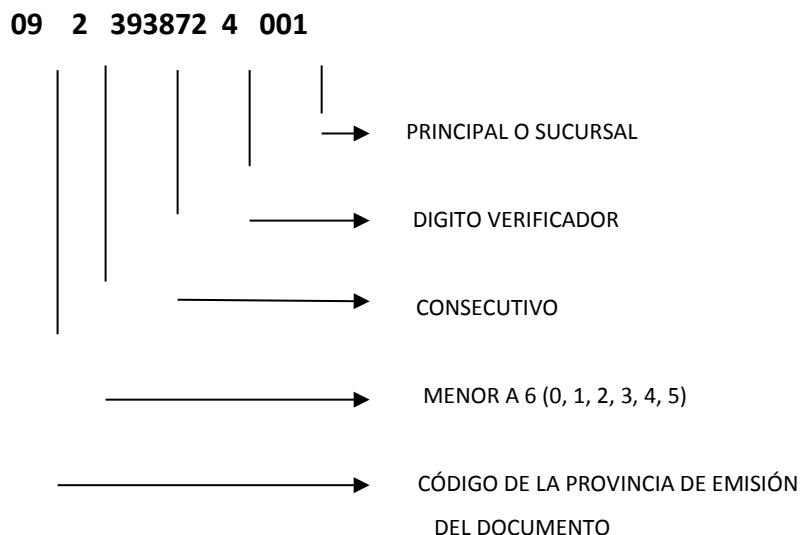 09 2 393872 4 001
PRINCIPAL O SUCURSAL
DIGITO VERIFICADOR
CONSECUTIVO
MENOR A 6 (0, 1, 2, 3, 4, 5)
CÓDIGO DE LA PROVINCIA DE EMISIÓN
DEL DOCUMENTO